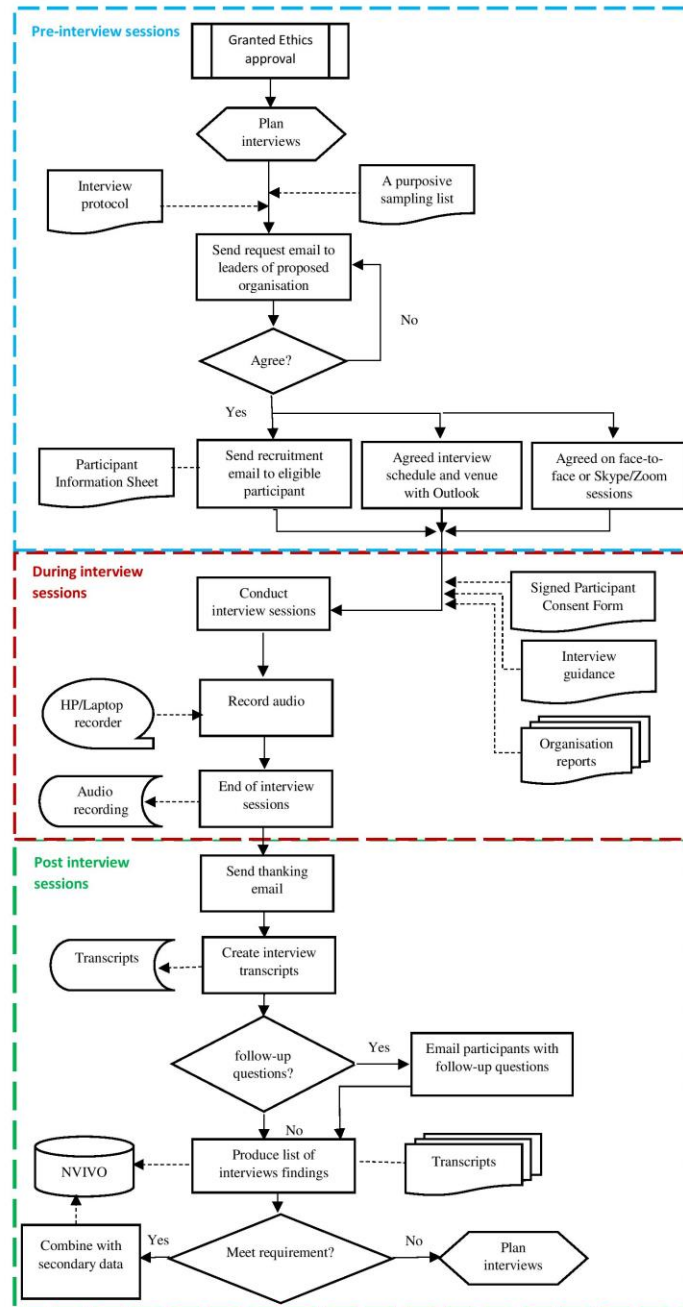 Pre-interview sessions
Granted Ethics
approval
Plan
interviews
Interview
protocol
A purposive
sampling list
Send request email to
leaders of proposed
organisation
No
Agree?
Yes
Participant
Information Sheet
Send recruitment
email to eligible
participant
Agreed interview
schedule and venue
with Outlook
Agreed on face-to-
face or Skype/Zoom
sessions
During interview
sessions
Conduct
interview sessions
Signed Participant
Consent Form
Interview
guidance
HP/Laptop
recorder
Record audio
Organisation
reports
Audio
recording
End of interview
sessions
Post interview
sessions
Send thanking
email
Transcripts
Create interview
transcripts
follow-up
questions?
Yes
Email participants with
follow-up questions
No
NVIVO
Produce list of
interviews findings
Transcripts
Combine with
secondary data
Yes
Meet requirement?
No
Plan
interviews